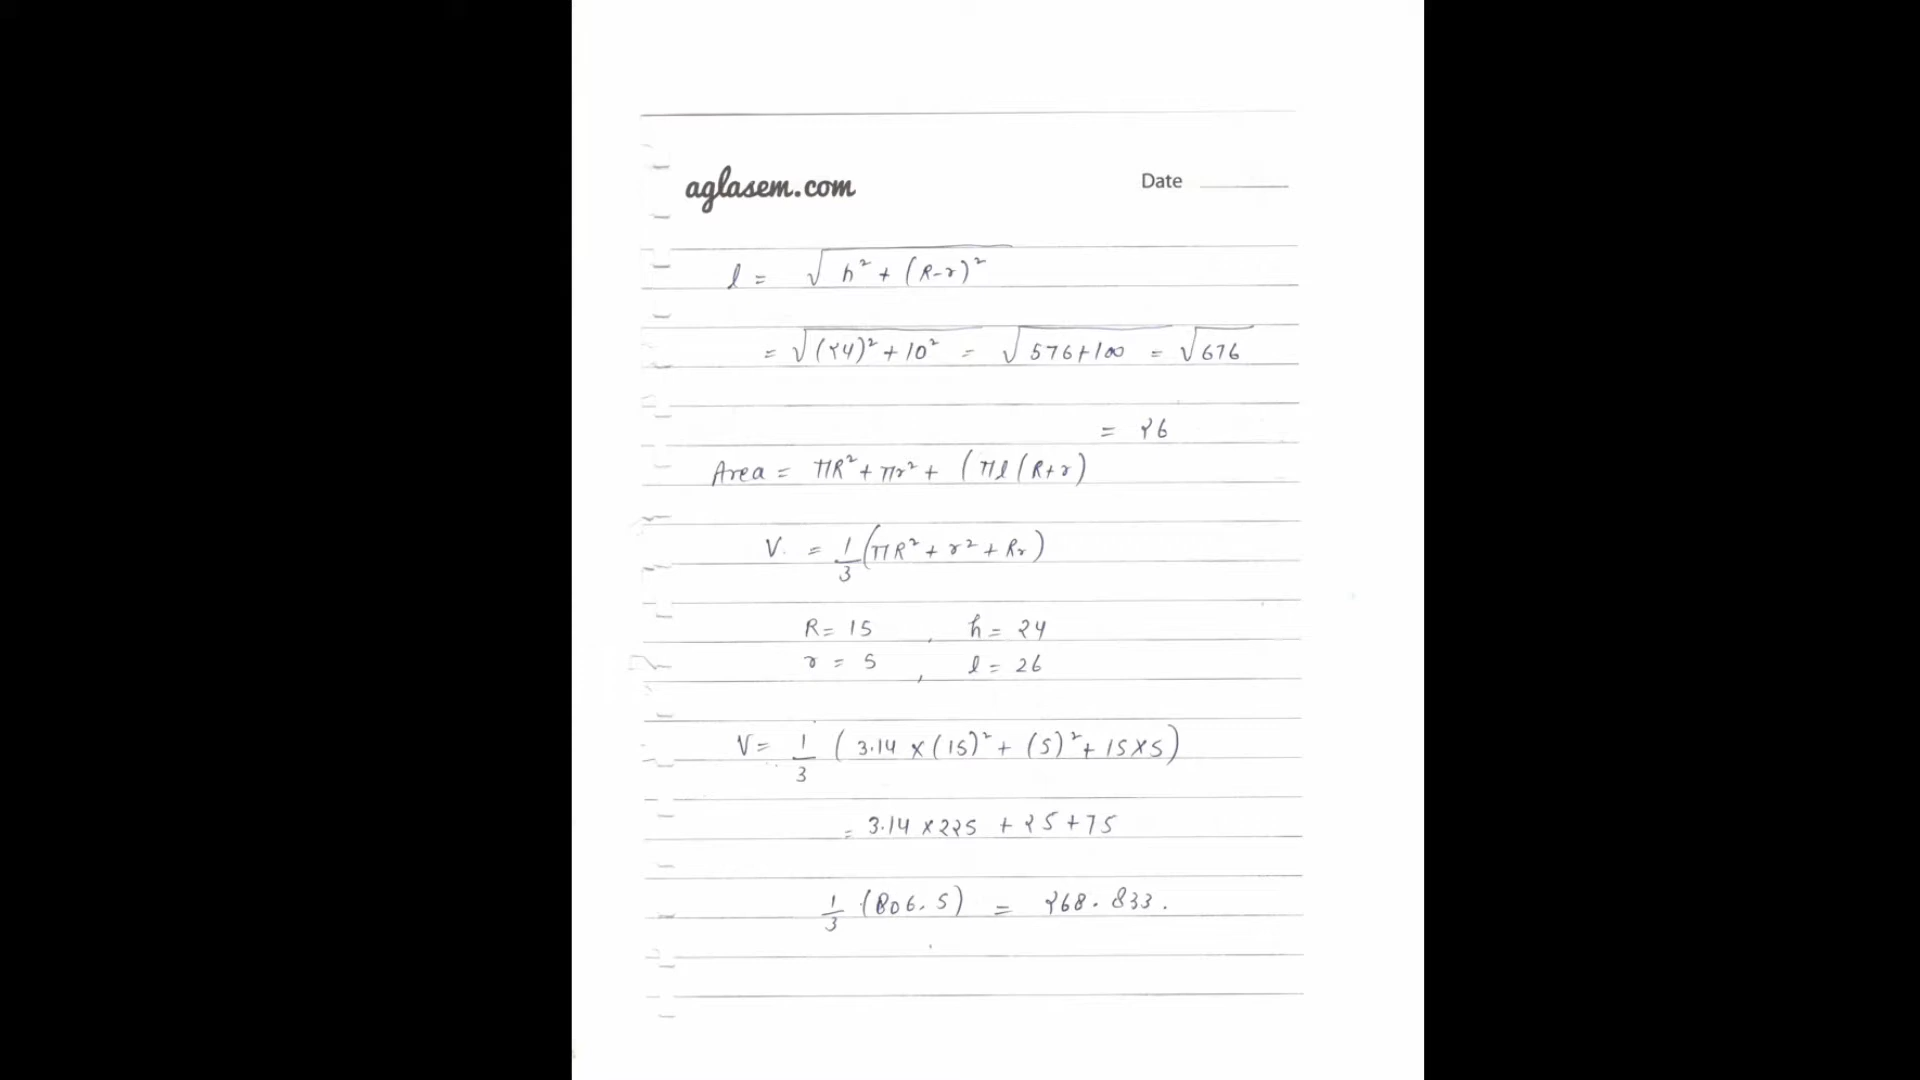 aglasem.com Date
l = √h² + (R-r)²
= √(24)² + 10² = √576+100 = √676
= 26
Area = πR² + πr² + (πl(R+r)
V. = 1/3 (πR² + r² + Rr)
R = 15 , h = 24
r = 5 , l = 26
V = 1/3 (3.14 × (15)² + (5)² + 15×5)
= 3.14 × 225 + 25 + 75
1/3 (806.5) = 268.833.